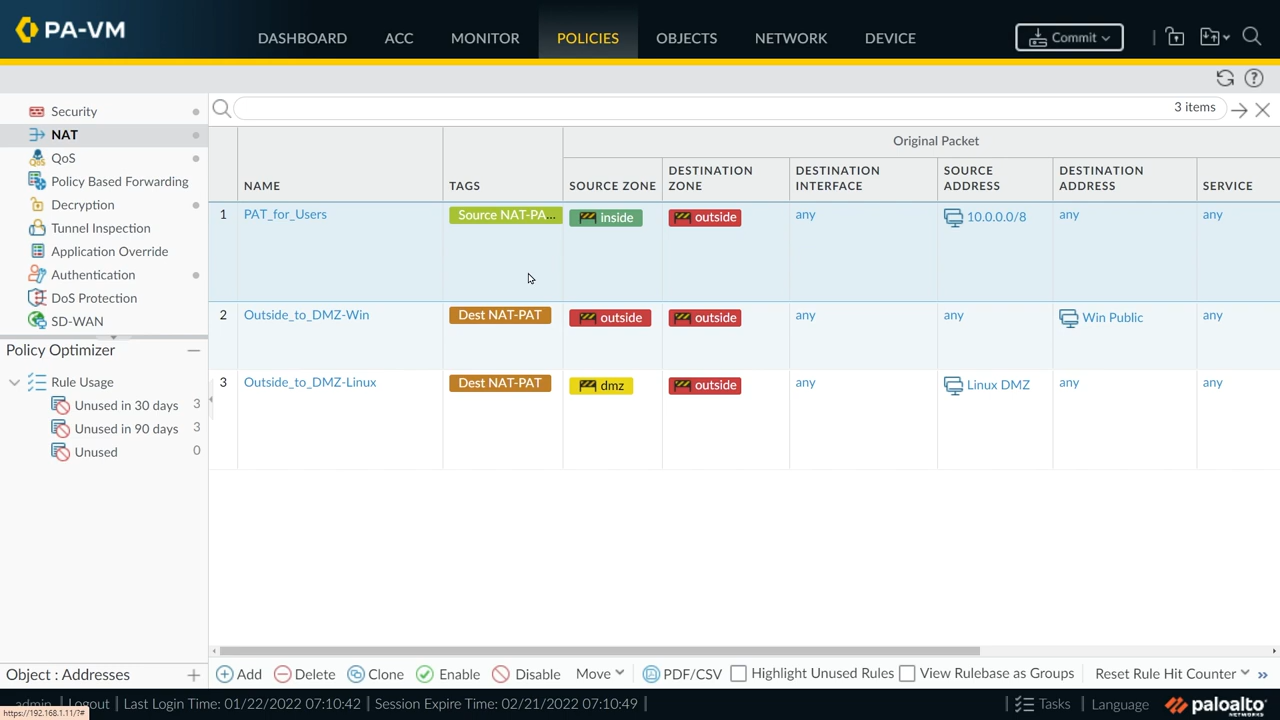 PA-VM
DASHBOARD ACC MONITOR POLICIES OBJECTS NETWORK DEVICE Commit
Security
NAT
QoS
Policy Based Forwarding
Decryption
Tunnel Inspection
Application Override
Authentication
DoS Protection
SD-WAN
Policy Optimizer
Rule Usage
Unused in 30 days 3
Unused in 90 days 3
Unused 0
Object : Addresses
3 items
Original Packet
NAME TAGS SOURCE ZONE DESTINATION ZONE DESTINATION INTERFACE SOURCE ADDRESS DESTINATION ADDRESS SERVICE
1 PAT_for_Users Source NAT-PA... inside outside any 10.0.0.0/8 any any
2 Outside_to_DMZ-Win Dest NAT-PAT outside outside any any Win Public any
3 Outside_to_DMZ-Linux Dest NAT-PAT dmz outside any Linux DMZ any any
Add Delete Clone Enable Disable Move PDF/CSV Highlight Unused Rules View Rulebase as Groups Reset Rule Hit Counter »
admin Logout | Last Login Time: 01/22/2022 07:10:42 | Session Expire Time: 02/21/2022 07:10:49 | Tasks | Language paloalto NETWORKS
https://192.168.1.11/?#